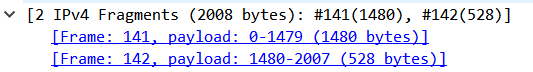 [2 IPv4 Fragments (2008 bytes): #141(1480), #142(528)]
[Frame: 141, payload: 0-1479 (1480 bytes)]
[Frame: 142, payload: 1480-2007 (528 bytes)]